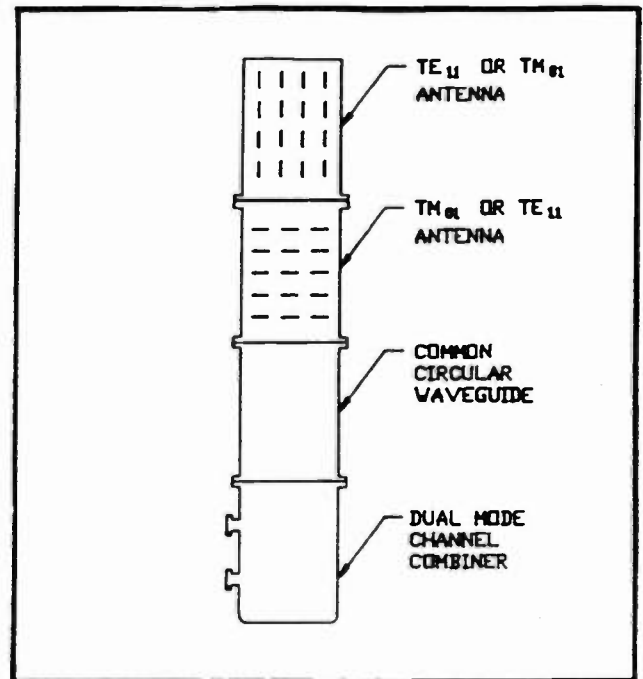 TE₁₁ OR TM₀₁
ANTENNA
TM₀₁ OR TE₁₁
ANTENNA
COMMON
CIRCULAR
WAVEGUIDE
DUAL MODE
CHANNEL
COMBINER